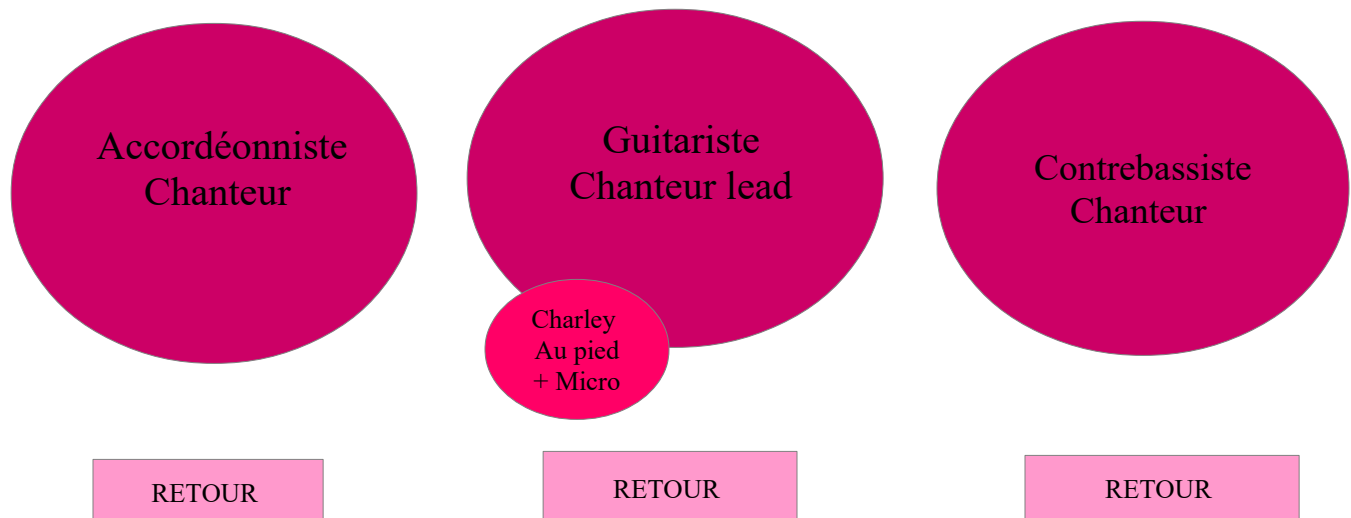 Accordéonniste
Chanteur
Guitariste
Chanteur lead
Contrebassiste
Chanteur
Charley
Au pied
+ Micro
RETOUR
RETOUR
RETOUR